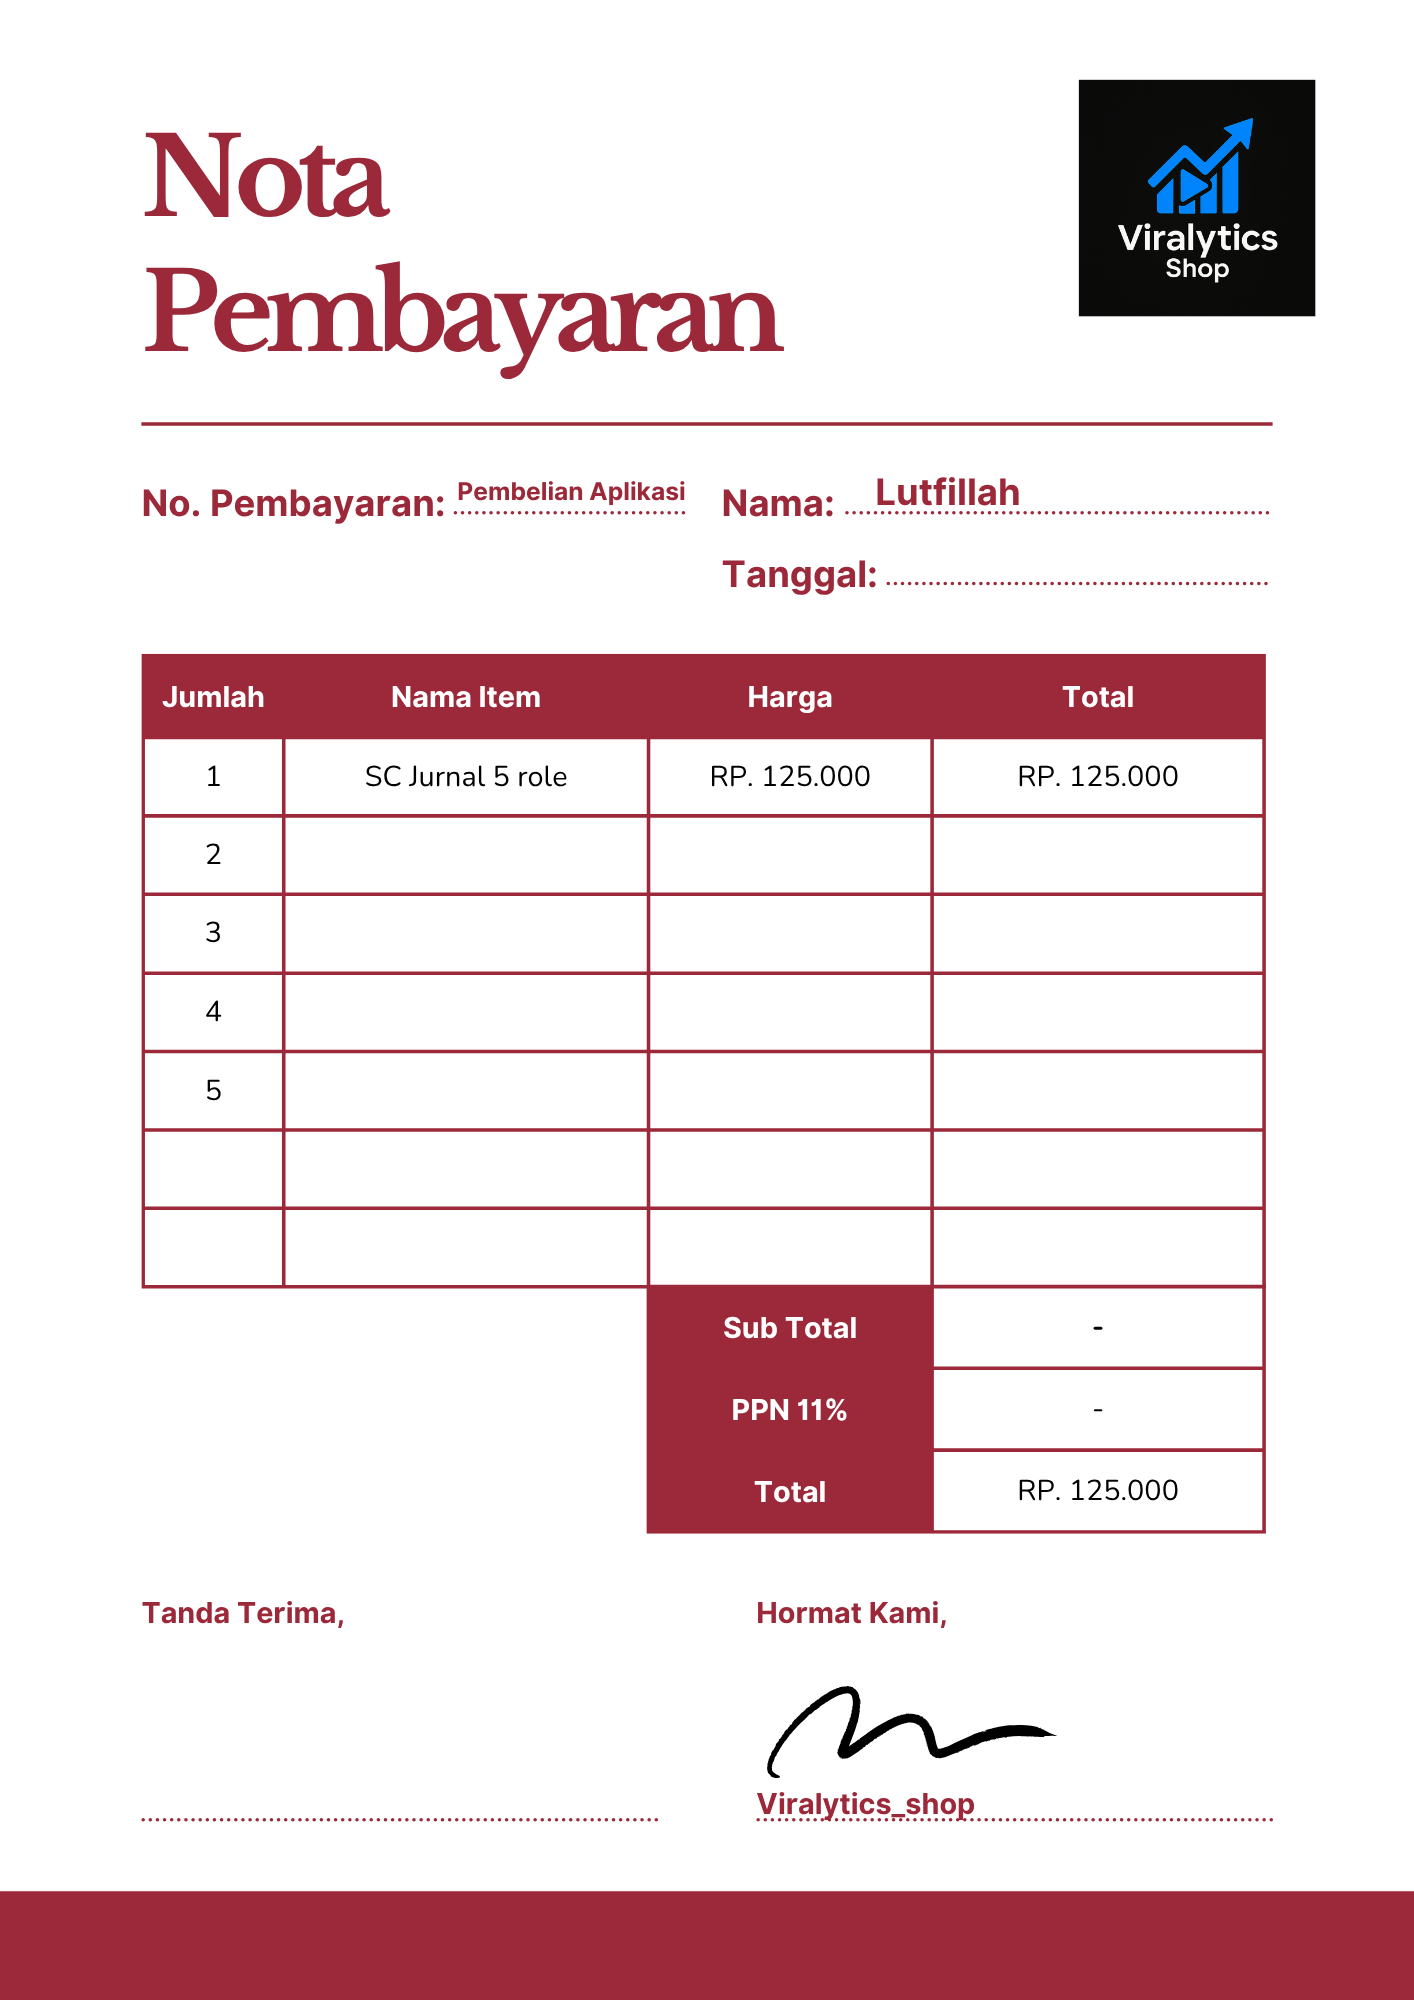 Nota
Pembayaran
Viralytics
Shop
No. Pembayaran: Pembelian Aplikasi
Nama: Lutfillah
Tanggal:
Jumlah Nama Item Harga Total
1 SC Jurnal 5 role RP. 125.000 RP. 125.000
2
3
4
5
Sub Total -
PPN 11% -
Total RP. 125.000
Tanda Terima,
Hormat Kami,
Viralytics_shop